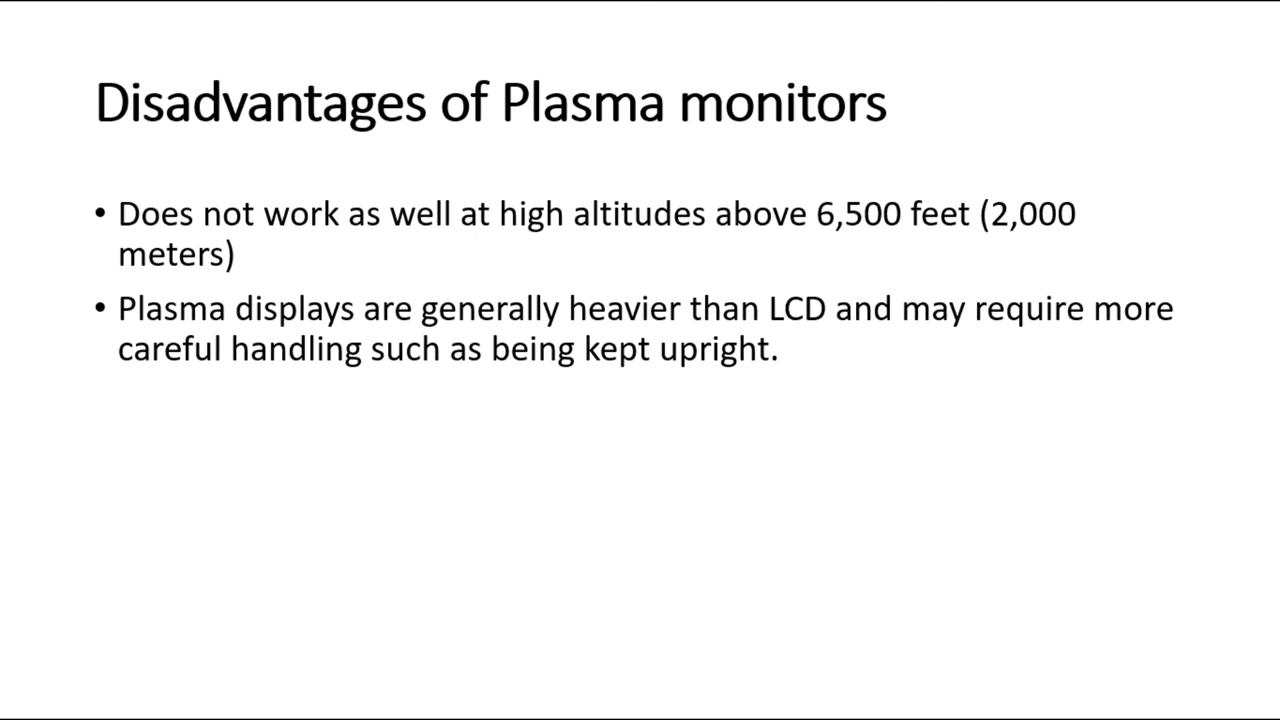 Disadvantages of Plasma monitors
• Does not work as well at high altitudes above 6,500 feet (2,000
meters)
• Plasma displays are generally heavier than LCD and may require more
careful handling such as being kept upright.